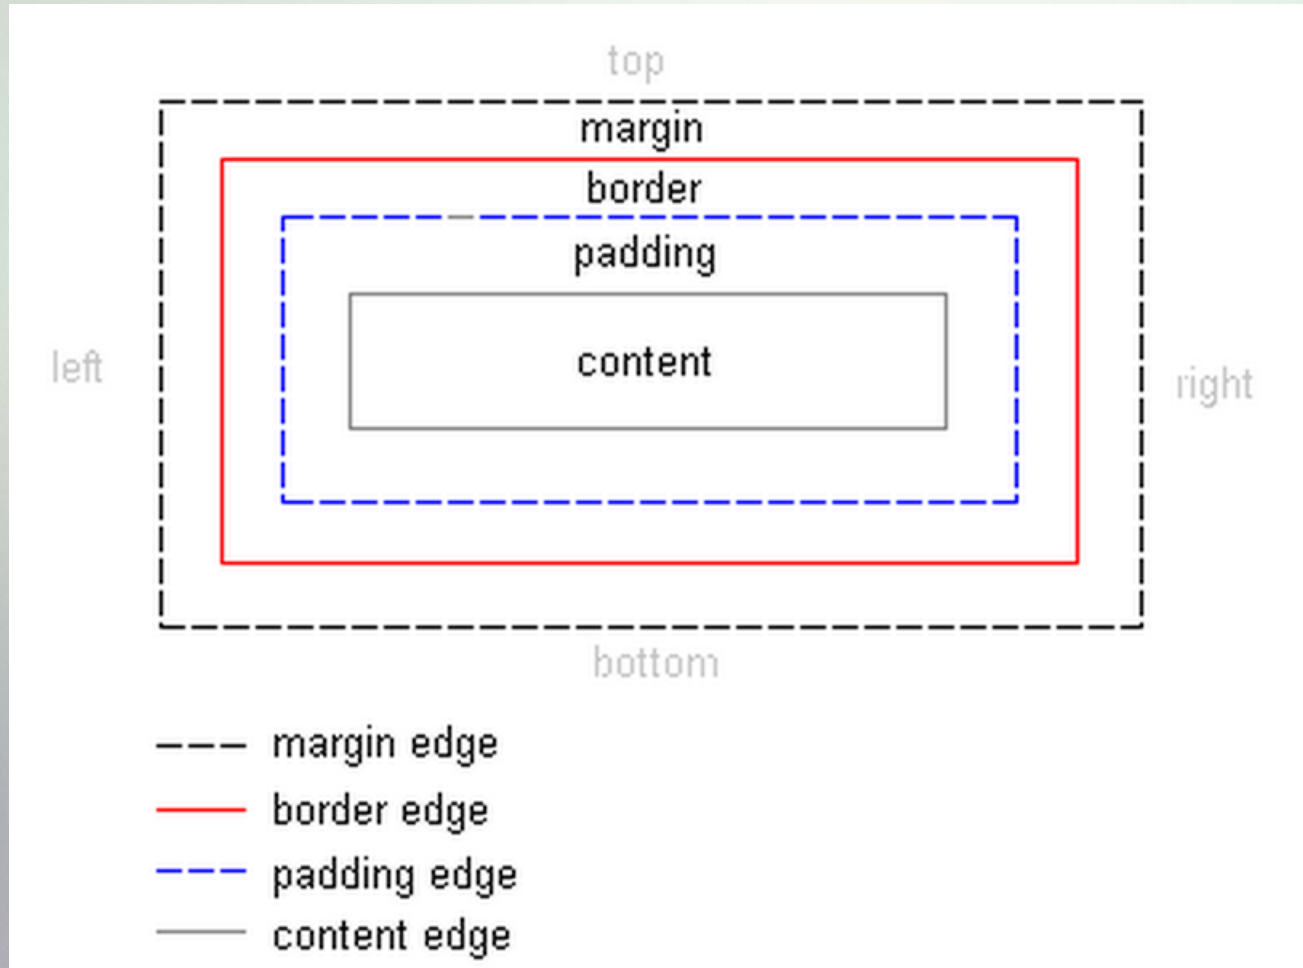 top
margin
border
padding
content
left
right
bottom
margin edge
border edge
padding edge
content edge